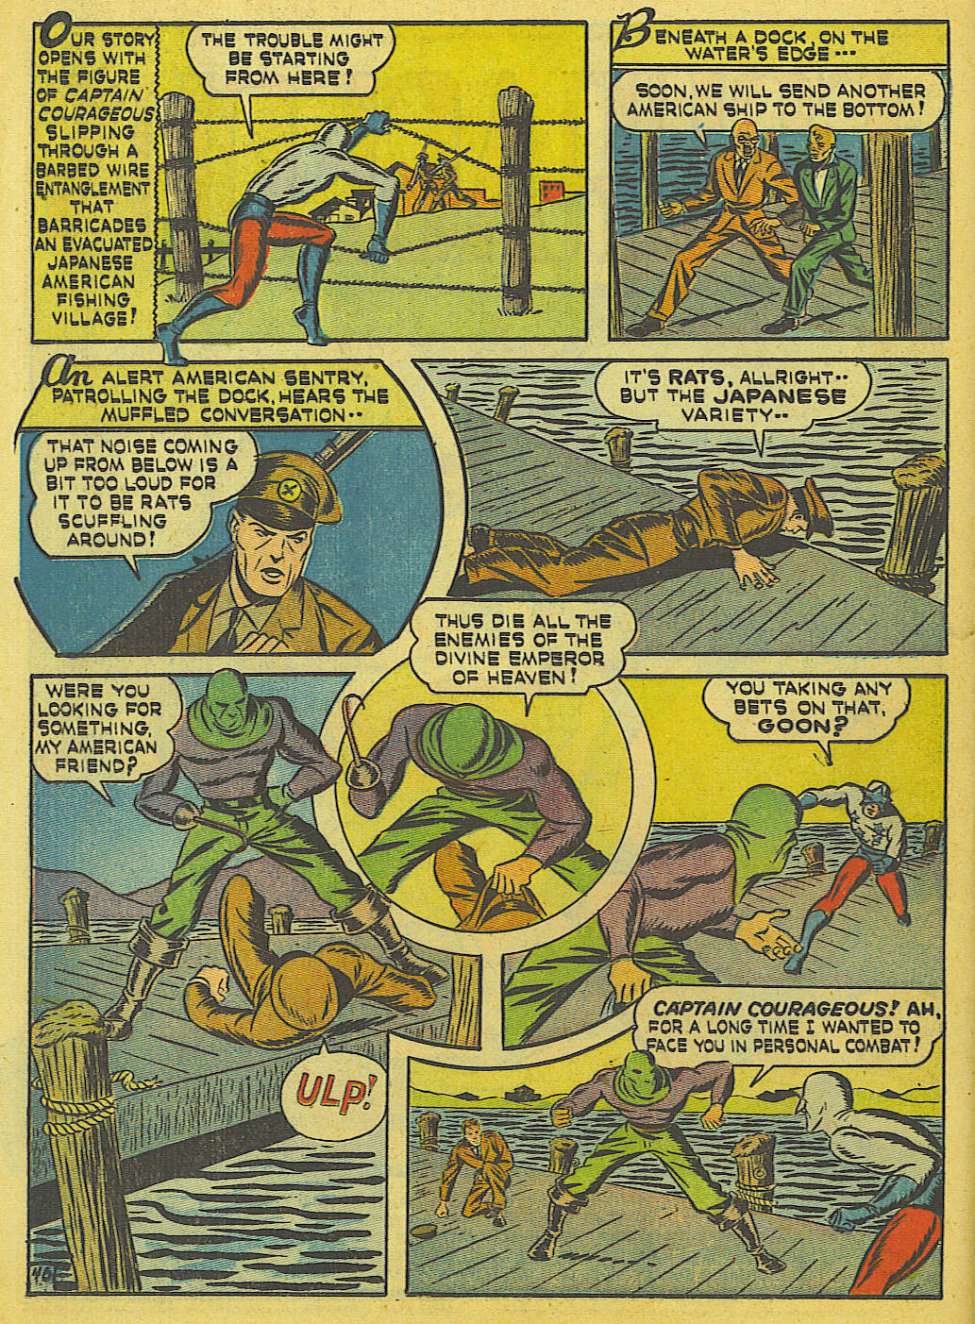 OUR STORY
OPENS WITH
THE FIGURE
OF CAPTAIN
COURAGEOUS
SLIPPING
THROUGH A
BARBED WIRE
ENTANGLEMENT
THAT
BARRICADES
AN EVACUATED
JAPANESE
AMERICAN
FISHING
VILLAGE!
THE TROUBLE MIGHT
BE STARTING
FROM HERE!
BENEATH A DOCK, ON THE
WATER'S EDGE---
SOON, WE WILL SEND ANOTHER
AMERICAN SHIP TO THE BOTTOM!
AN ALERT AMERICAN SENTRY,
PATROLLING THE DOCK, HEARS THE
MUFFLED CONVERSATION--
THAT NOISE COMING
UP FROM BELOW IS A
BIT TOO LOUD FOR
IT TO BE RATS
SCUFFLING
AROUND!
IT'S RATS, ALLRIGHT--
BUT THE JAPANESE
VARIETY--
WERE YOU
LOOKING FOR
SOMETHING,
MY AMERICAN
FRIEND?
ULP!
THUS DIE ALL THE
ENEMIES OF THE
DIVINE EMPEROR
OF HEAVEN!
YOU TAKING ANY
BETS ON THAT,
GOON?
CAPTAIN COURAGEOUS! AH,
FOR A LONG TIME I WANTED TO
FACE YOU IN PERSONAL COMBAT!